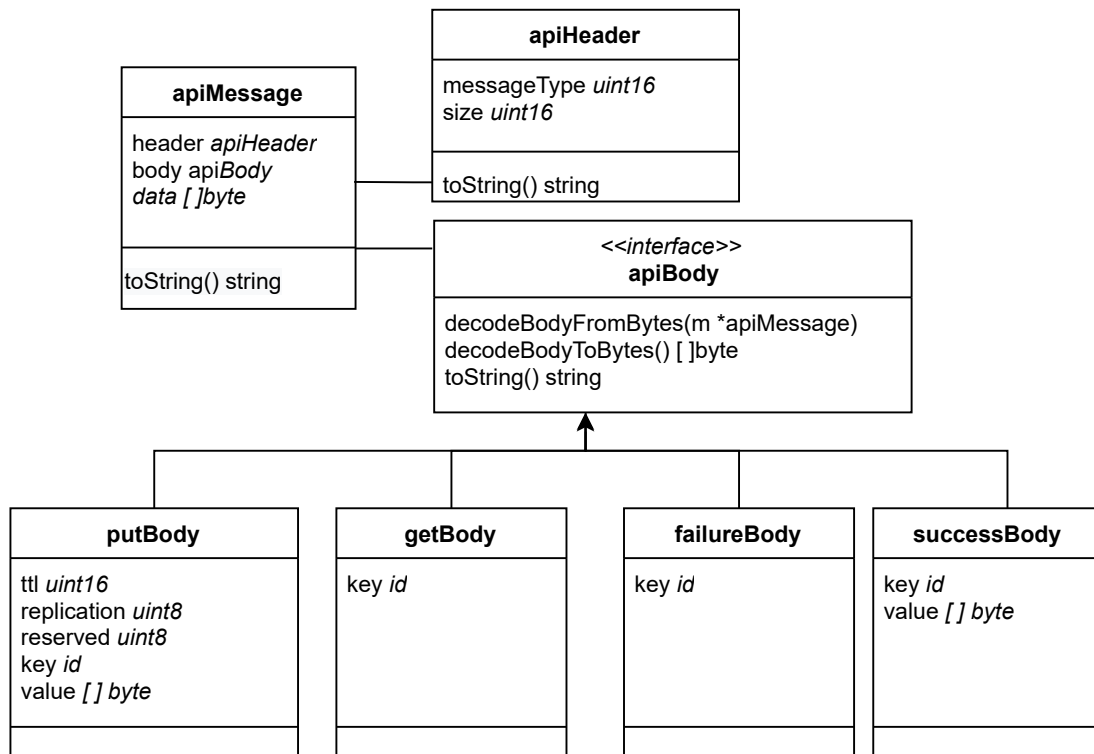 apiHeader
messageType uint16
size uint16
toString() string
apiMessage
header apiHeader
body apiBody
data [ ]byte
toString() string
<<interface>>
apiBody
decodeBodyFromBytes(m *apiMessage)
decodeBodyToBytes() [ ]byte
toString() string
putBody
ttl uint16
replication uint8
reserved uint8
key id
value [ ] byte
getBody
key id
failureBody
key id
successBody
key id
value [ ] byte